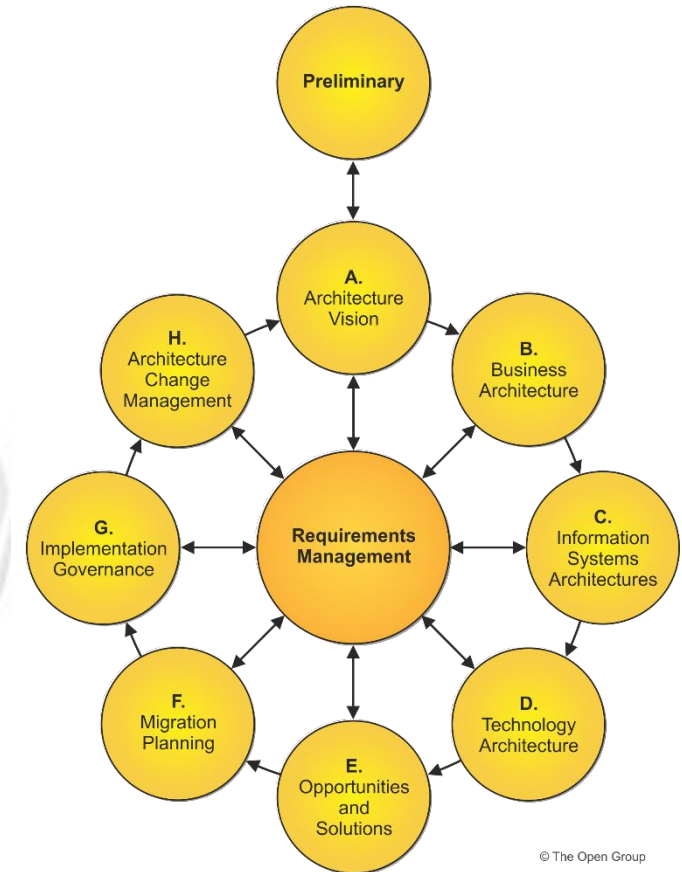 Preliminary
A.
Architecture
Vision
B.
Business
Architecture
C.
Information
Systems
Architectures
D.
Technology
Architecture
E.
Opportunities
and
Solutions
F.
Migration
Planning
G.
Implementation
Governance
H.
Architecture
Change
Management
Requirements
Management
© The Open Group